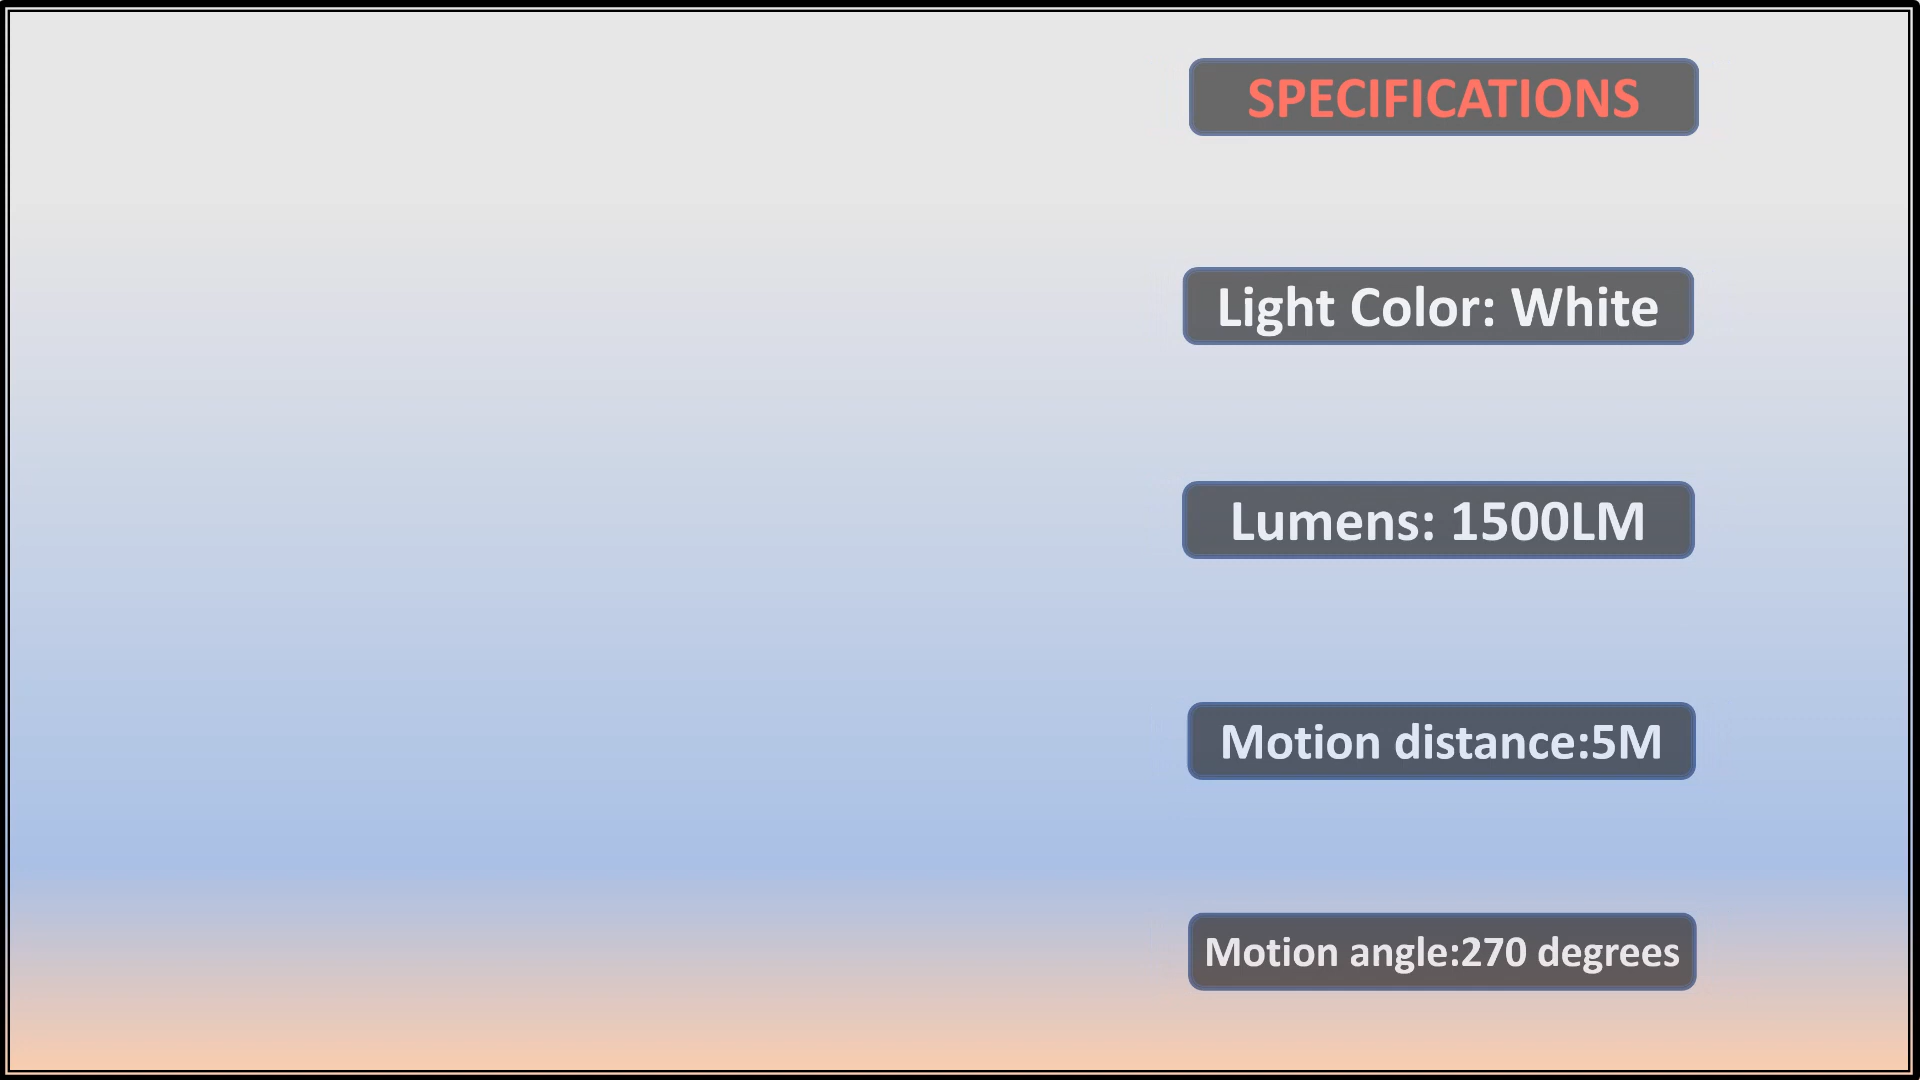 SPECIFICATIONS
Light Color: White
Lumens: 1500LM
Motion distance:5M
Motion angle:270 degrees